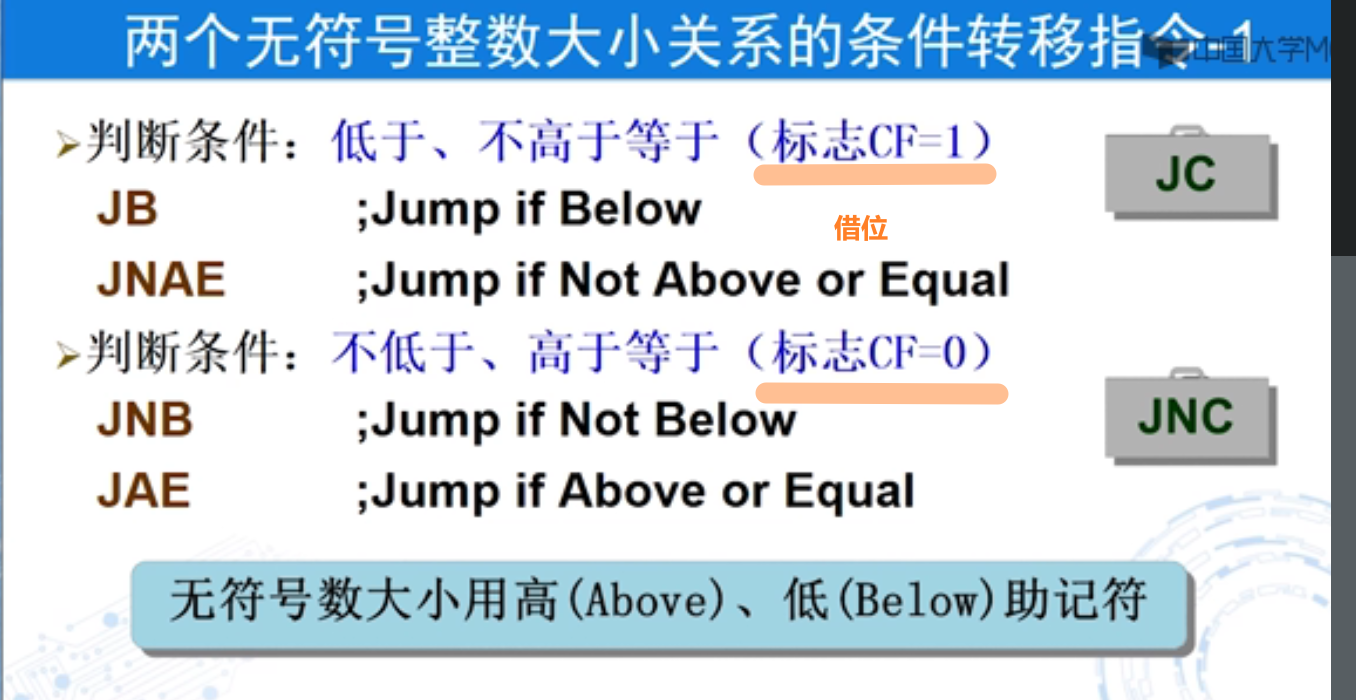 两个无符号整数大小关系的条件转移指令-1
中国大学M
➢判断条件：低于、不高于等于（标志CF=1）
JC
JB ;Jump if Below
借位
JNAE ;Jump if Not Above or Equal
➢判断条件：不低于、高于等于（标志CF=0）
JNC
JNB ;Jump if Not Below
JAE ;Jump if Above or Equal
无符号数大小用高(Above)、低(Below)助记符